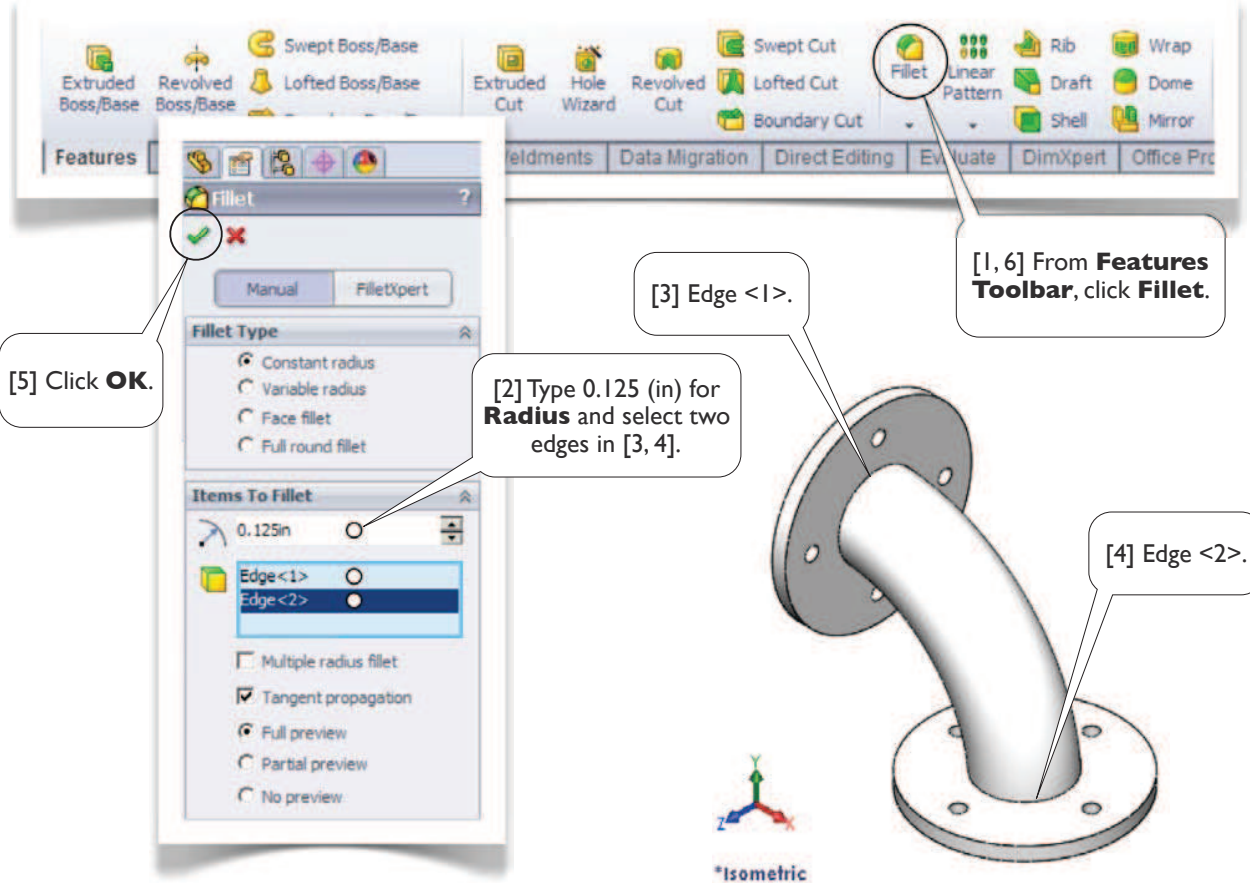 Swept Boss/Base
Lofted Boss/Base
Extruded
Boss/Base
Revolved
Boss/Base
Extruded
Cut
Hole
Wizard
Revolved
Cut
Swept Cut
Lofted Cut
Boundary Cut
Fillet
Linear
Pattern
Rib
Draft
Shell
Wrap
Dome
Mirror
Features
Data Migration
Direct Editing
DimXpert
Fillet
?
Manual
FilletXpert
Fillet Type
Constant radius
Variable radius
Face fillet
Full round fillet
Items To Fillet
0.125in
Edge<1>
Edge<2>
Multiple radius fillet
Tangent propagation
Full preview
Partial preview
No preview
[1, 6] From Features
Toolbar, click Fillet.
[3] Edge <1>.
[5] Click OK.
[2] Type 0.125 (in) for
Radius and select two
edges in [3, 4].
[4] Edge <2>.
Y
Z
X
*Isometric